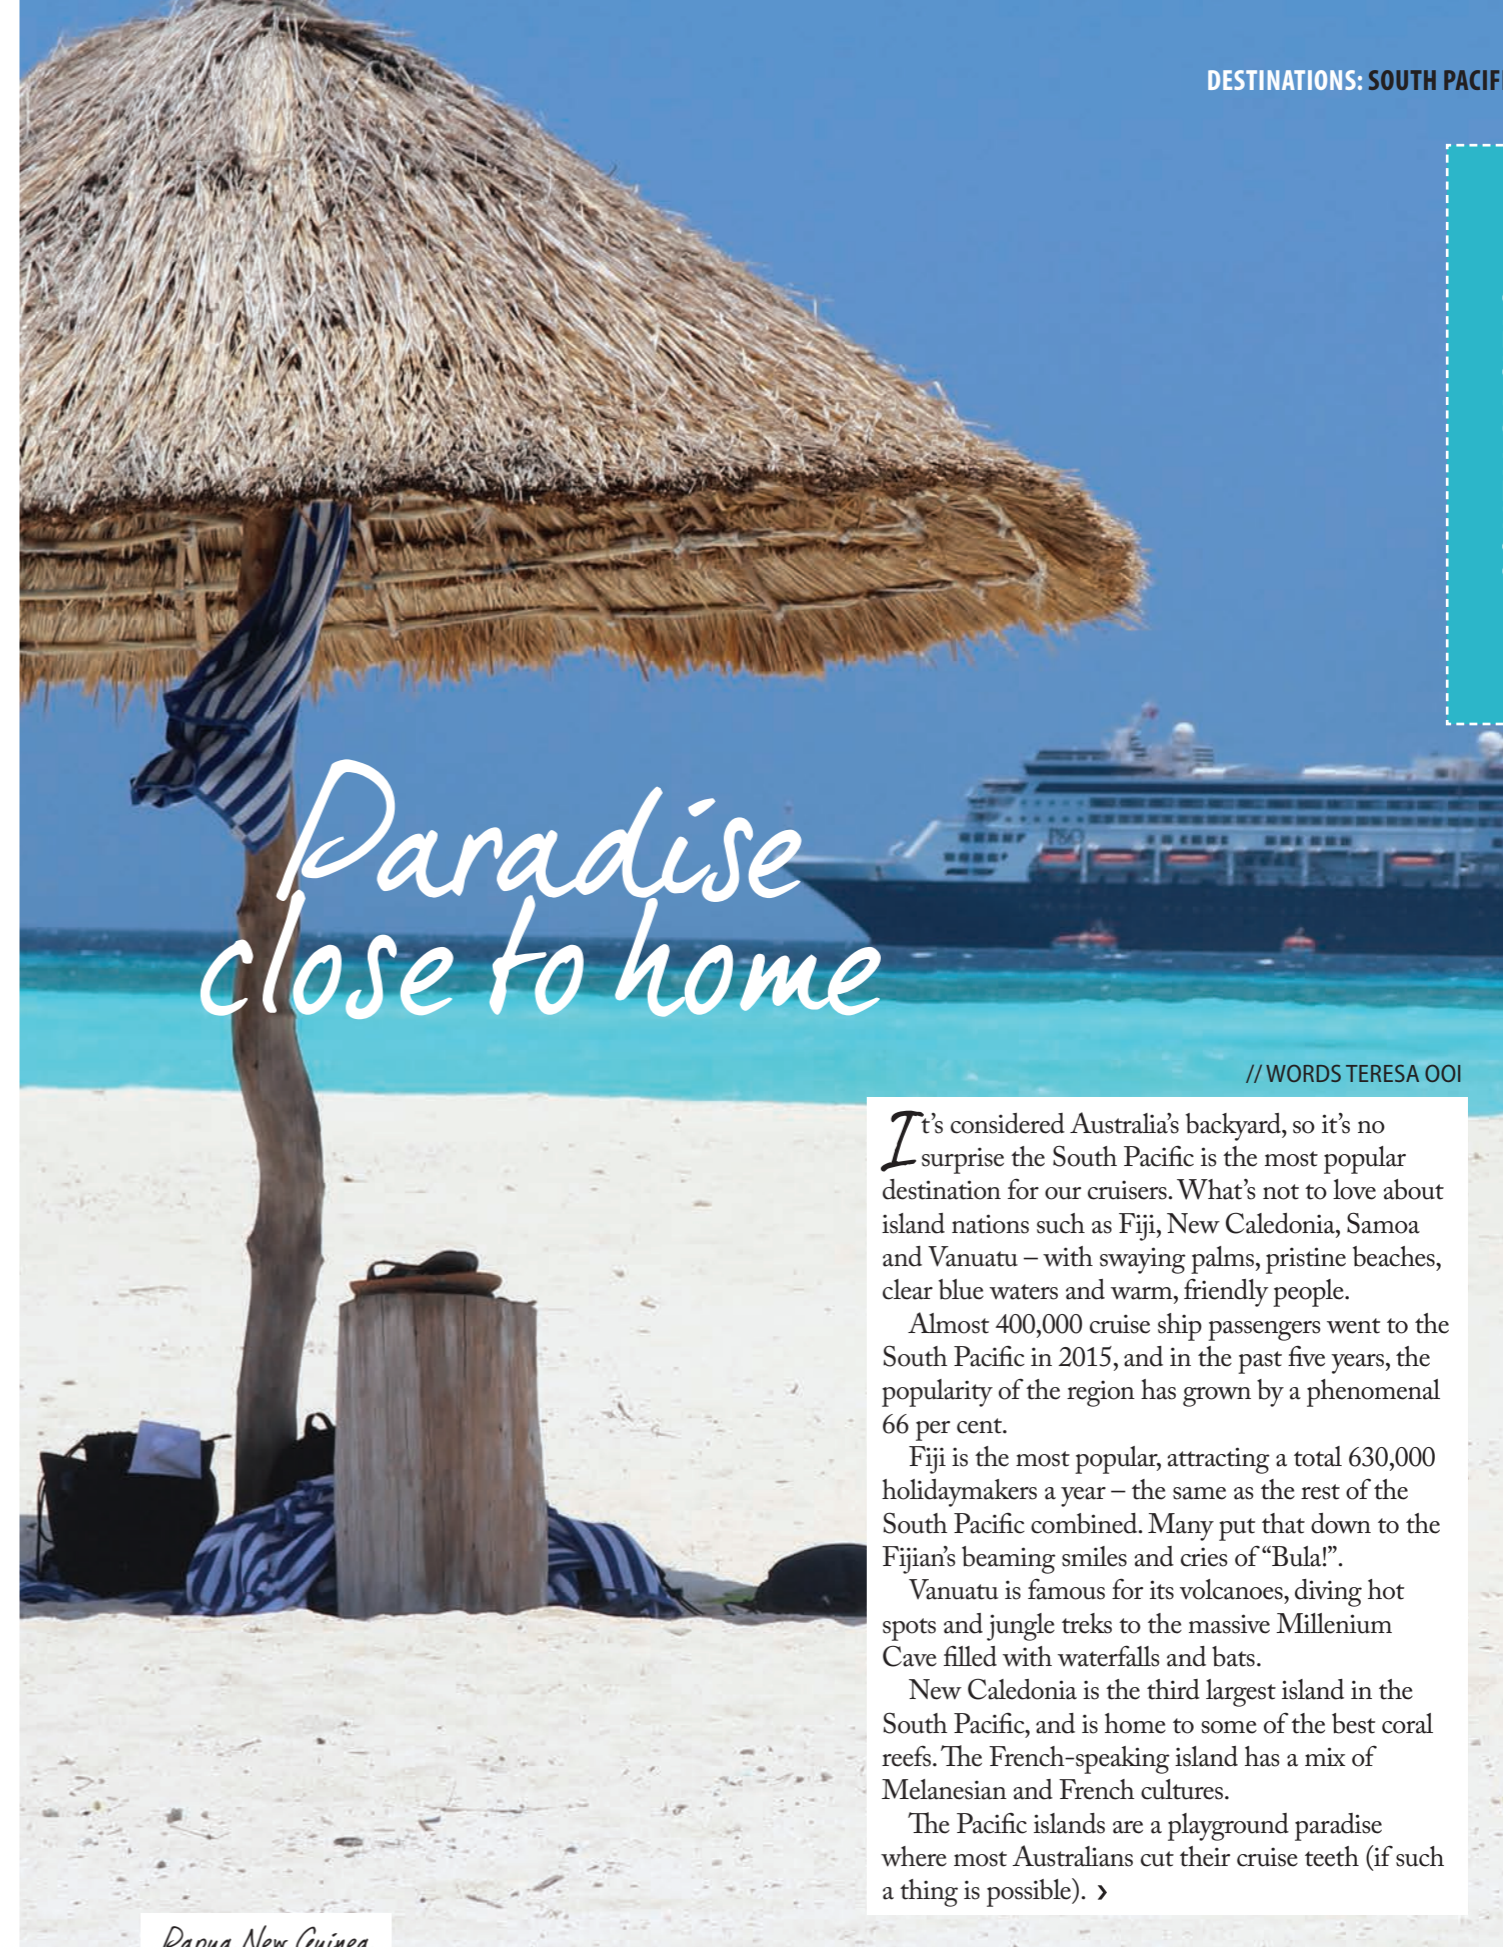 DESTINATIONS: SOUTH PACIFI
Paradise
close to home
P&O
// WORDS TERESA OOI
It's considered Australia's backyard, so it's no
surprise the South Pacific is the most popular
destination for our cruisers. What's not to love about
island nations such as Fiji, New Caledonia, Samoa
and Vanuatu – with swaying palms, pristine beaches,
clear blue waters and warm, friendly people.
Almost 400,000 cruise ship passengers went to the
South Pacific in 2015, and in the past five years, the
popularity of the region has grown by a phenomenal
66 per cent.
Fiji is the most popular, attracting a total 630,000
holidaymakers a year – the same as the rest of the
South Pacific combined. Many put that down to the
Fijian's beaming smiles and cries of “Bula!”.
Vanuatu is famous for its volcanoes, diving hot
spots and jungle treks to the massive Millenium
Cave filled with waterfalls and bats.
New Caledonia is the third largest island in the
South Pacific, and is home to some of the best coral
reefs. The French-speaking island has a mix of
Melanesian and French cultures.
The Pacific islands are a playground paradise
where most Australians cut their cruise teeth (if such
a thing is possible). ›
Papua New Guinea